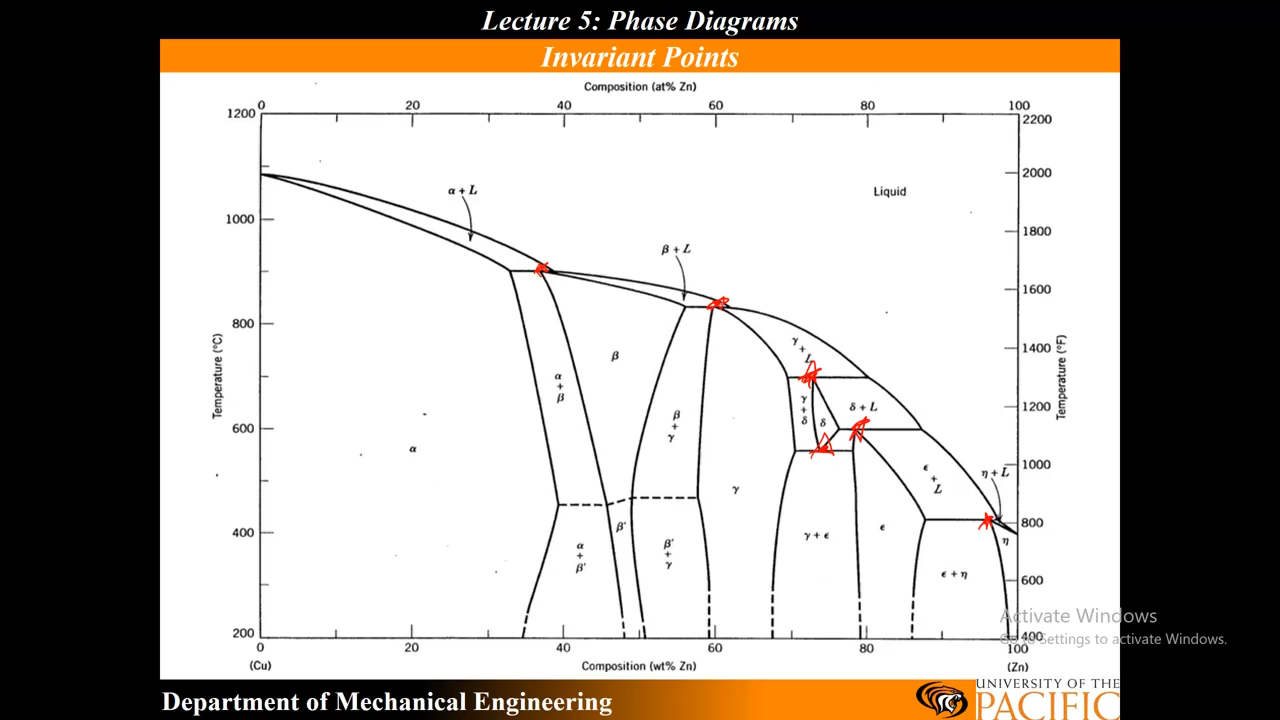 Lecture 5: Phase Diagrams
Invariant Points
Composition (at% Zn)
0 20 40 60 80 100
1200 2200
2000
α + L
Liquid
1000 1800
β + L
1600
800
γ
+
L
1400
β
α
+
β
Temperature (°C)
Temperature (°F)
γ
+
δ
δ
δ + L
1200
β
+
γ
600
α
1000
ϵ
+
L
η + L
γ
800
400
β'
ϵ
γ + ϵ
η
α
+
β'
β'
+
γ
ϵ + η
600
Activate Windows
200 400
Go to Settings to activate Windows.
0 20 40 60 80 100
(Cu) Composition (wt% Zn) (Zn)
Department of Mechanical Engineering
UNIVERSITY OF THE
PACIFIC